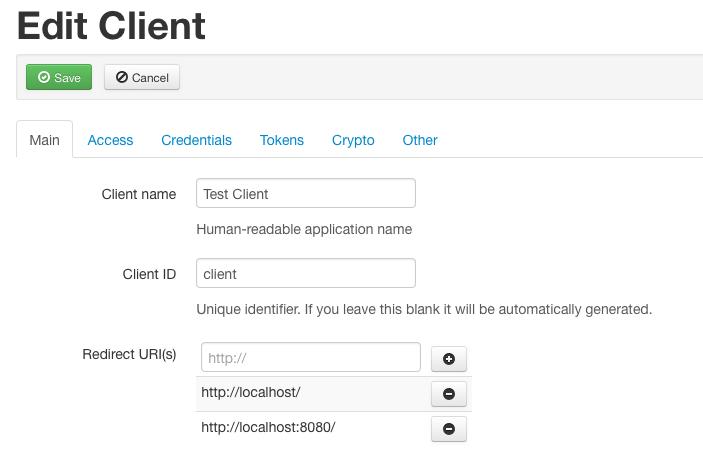 Edit Client
Save Cancel
Main Access Credentials Tokens Crypto Other
Client name Test Client
Human-readable application name
Client ID client
Unique identifier. If you leave this blank it will be automatically generated.
Redirect URI(s) http://
http://localhost/
http://localhost:8080/